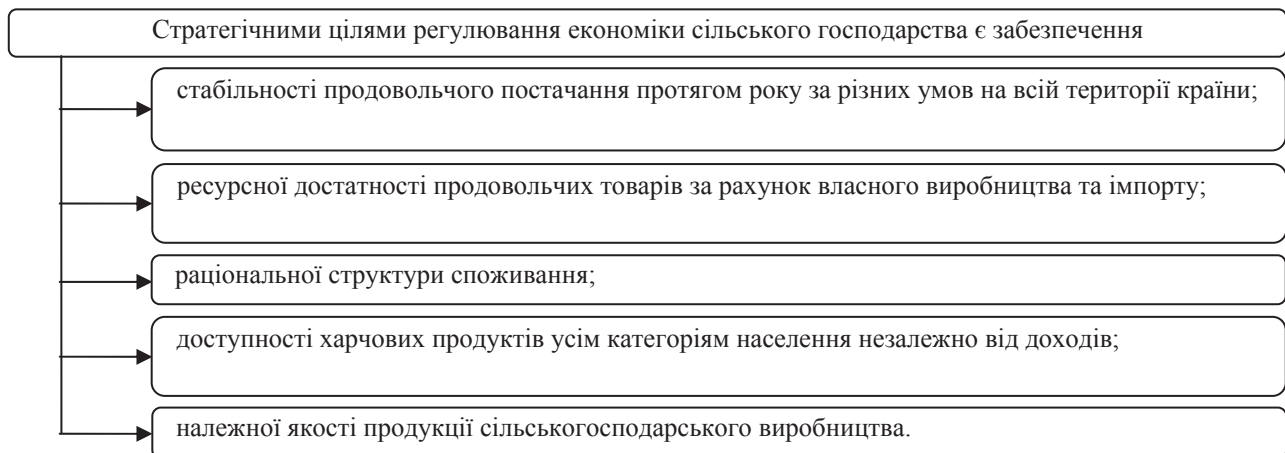 Стратегічними цілями регулювання економіки сільського господарства є забезпечення
стабільності продовольчого постачання протягом року за різних умов на всій території країни;
ресурсної достатності продовольчих товарів за рахунок власного виробництва та імпорту;
раціональної структури споживання;
доступності харчових продуктів усім категоріям населення незалежно від доходів;
належної якості продукції сільськогосподарського виробництва.